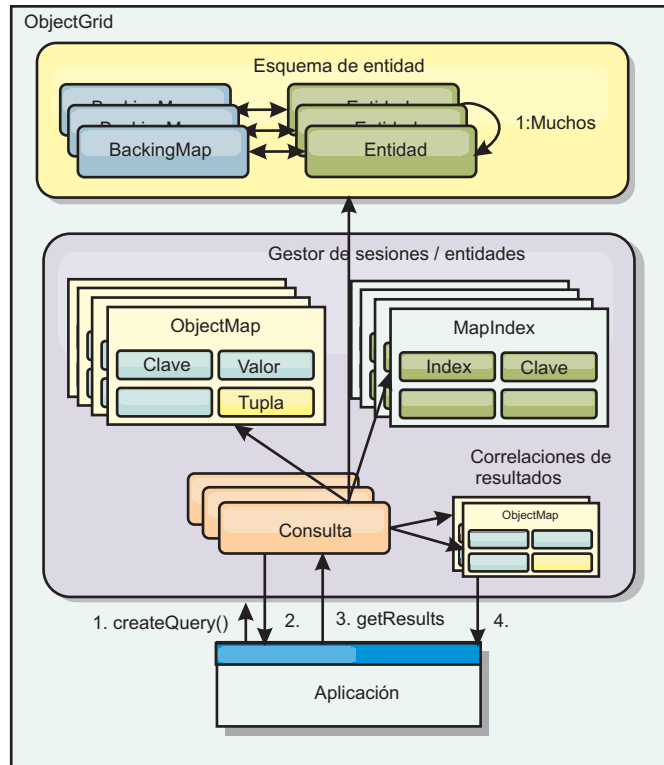 ObjectGrid
Esquema de entidad
BackingMap
Entidad
1:Muchos
Gestor de sesiones / entidades
ObjectMap
Clave
Valor
Tupla
MapIndex
Index
Clave
Correlaciones de
resultados
ObjectMap
Consulta
1. createQuery()
2.
3. getResults
4.
Aplicación